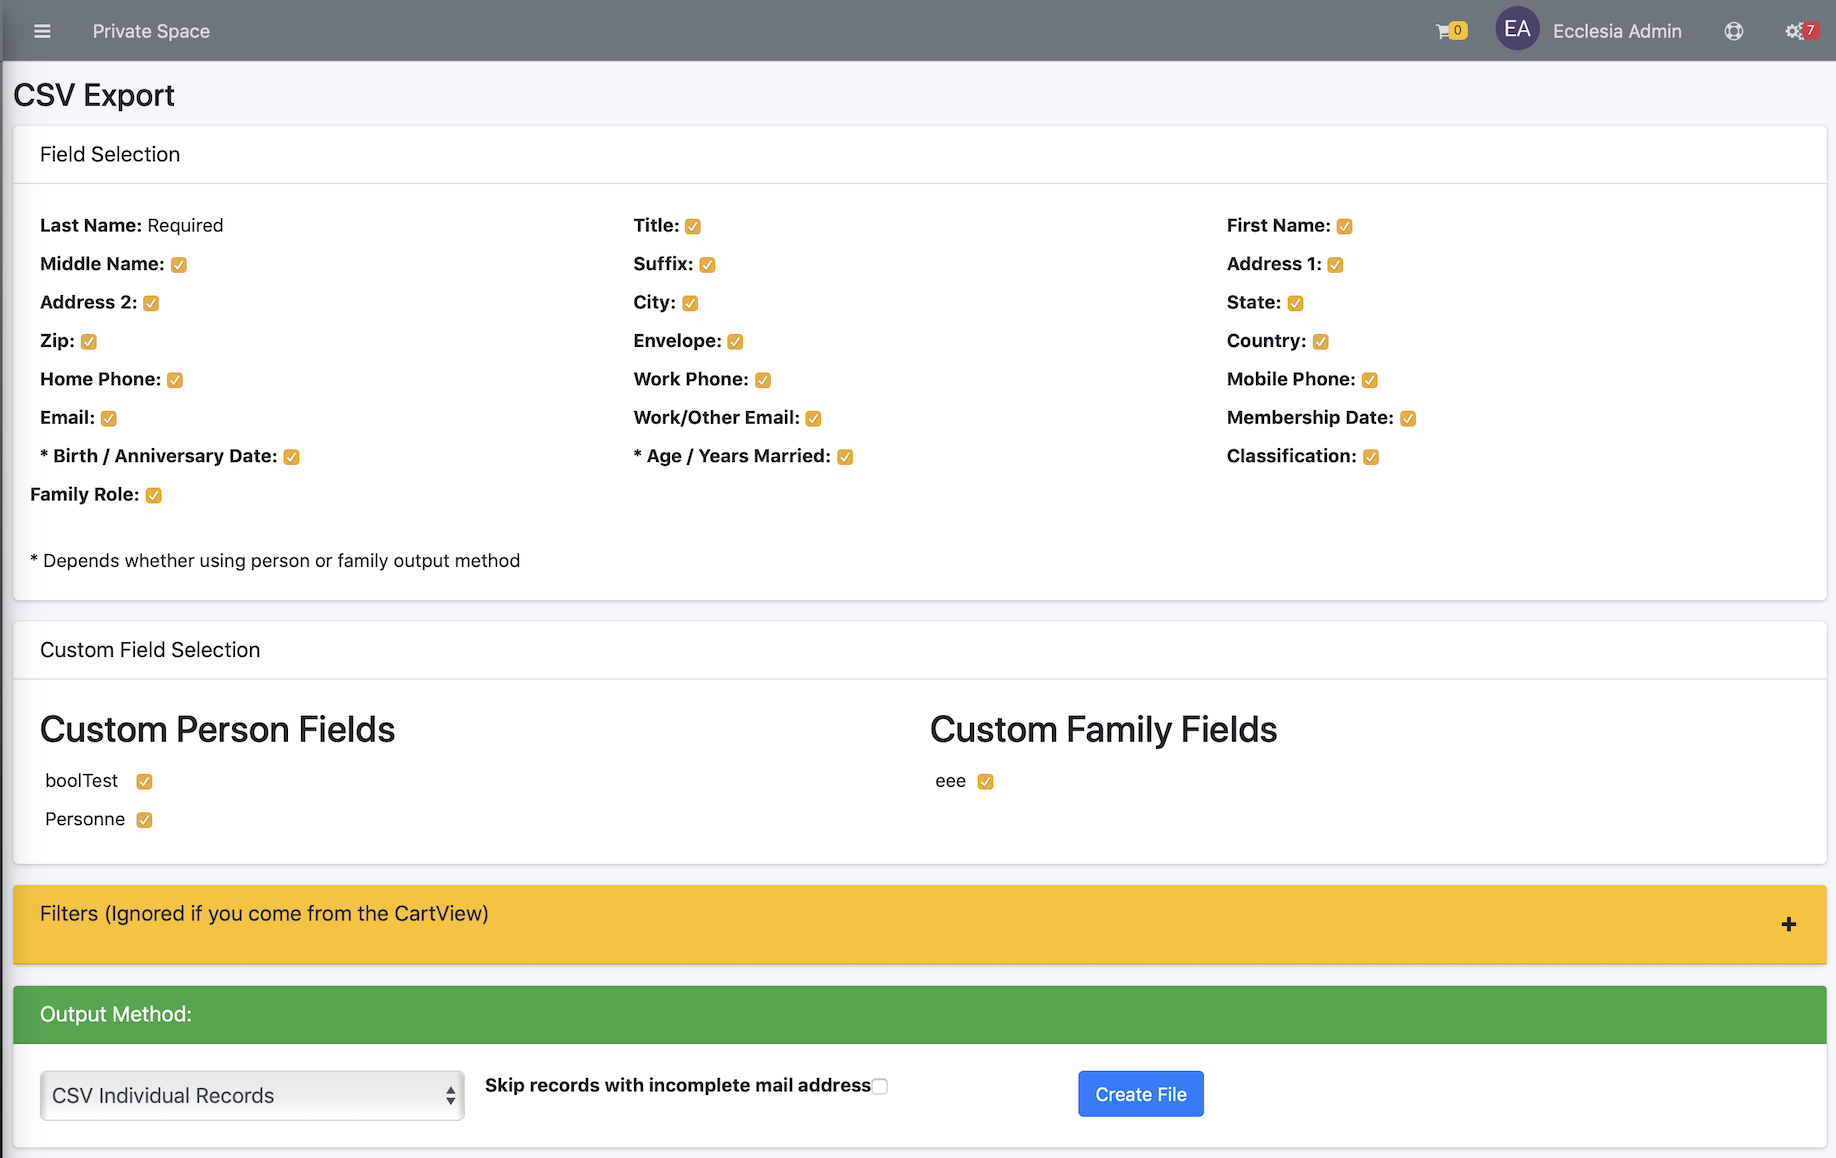 Private Space
0
EA
Ecclesia Admin
7
CSV Export
Field Selection
Last Name: Required
Title:
First Name:
Middle Name:
Suffix:
Address 1:
Address 2:
City:
State:
Zip:
Envelope:
Country:
Home Phone:
Work Phone:
Mobile Phone:
Email:
Work/Other Email:
Membership Date:
* Birth / Anniversary Date:
* Age / Years Married:
Classification:
Family Role:
* Depends whether using person or family output method
Custom Field Selection
Custom Person Fields
Custom Family Fields
boolTest
eee
Personne
Filters (Ignored if you come from the CartView)
Output Method:
CSV Individual Records
Skip records with incomplete mail address
Create File